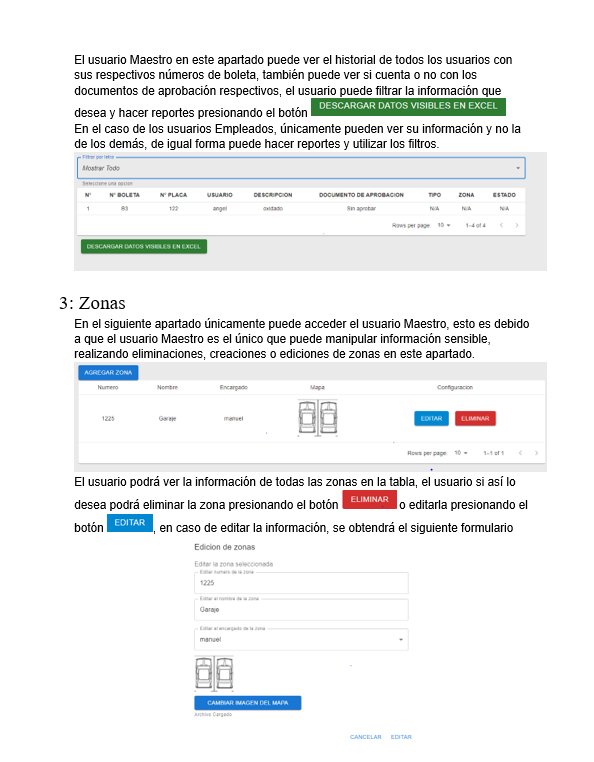 El usuario Maestro en este apartado puede ver el historial de todos los usuarios con
sus respectivos números de boleta, también puede ver si cuenta o no con los
documentos de aprobación respectivos, el usuario puede filtrar la información que
desea y hacer reportes presionando el botón DESCARGAR DATOS VISIBLES EN EXCEL
En el caso de los usuarios Empleados, únicamente pueden ver su información y no la
de los demás, de igual forma puede hacer reportes y utilizar los filtros.
Mostrar Todo
N° N° BOLETA N° PLACA USUARIO DESCRIPCION DOCUMENTO DE APROBACION TIPO ZONA ESTADO
1 B3 122 angel oxidado Sin aprobar N/A N/A N/A
Rows per page: 10 1–4 of 4
DESCARGAR DATOS VISIBLES EN EXCEL
3: Zonas
En el siguiente apartado únicamente puede acceder el usuario Maestro, esto es debido
a que el usuario Maestro es el único que puede manipular información sensible,
realizando eliminaciones, creaciones o ediciones de zonas en este apartado.
AGREGAR ZONA
Numero Nombre Encargado Mapa Configuracion
1225 Garaje manuel EDITAR ELIMINAR
Rows per page: 10 1–1 of 1
El usuario podrá ver la información de todas las zonas en la tabla, el usuario si así lo
desea podrá eliminar la zona presionando el botón ELIMINAR o editarla presionando el
botón EDITAR , en caso de editar la información, se obtendrá el siguiente formulario
Edicion de zonas
Editar la zona seleccionada
Editar numero de la zona
1225
Editar el nombre de la zona
Garaje
Editar el encargado de la zona
manuel
CAMBIAR IMAGEN DEL MAPA
Archivo Cargado
CANCELAR EDITAR